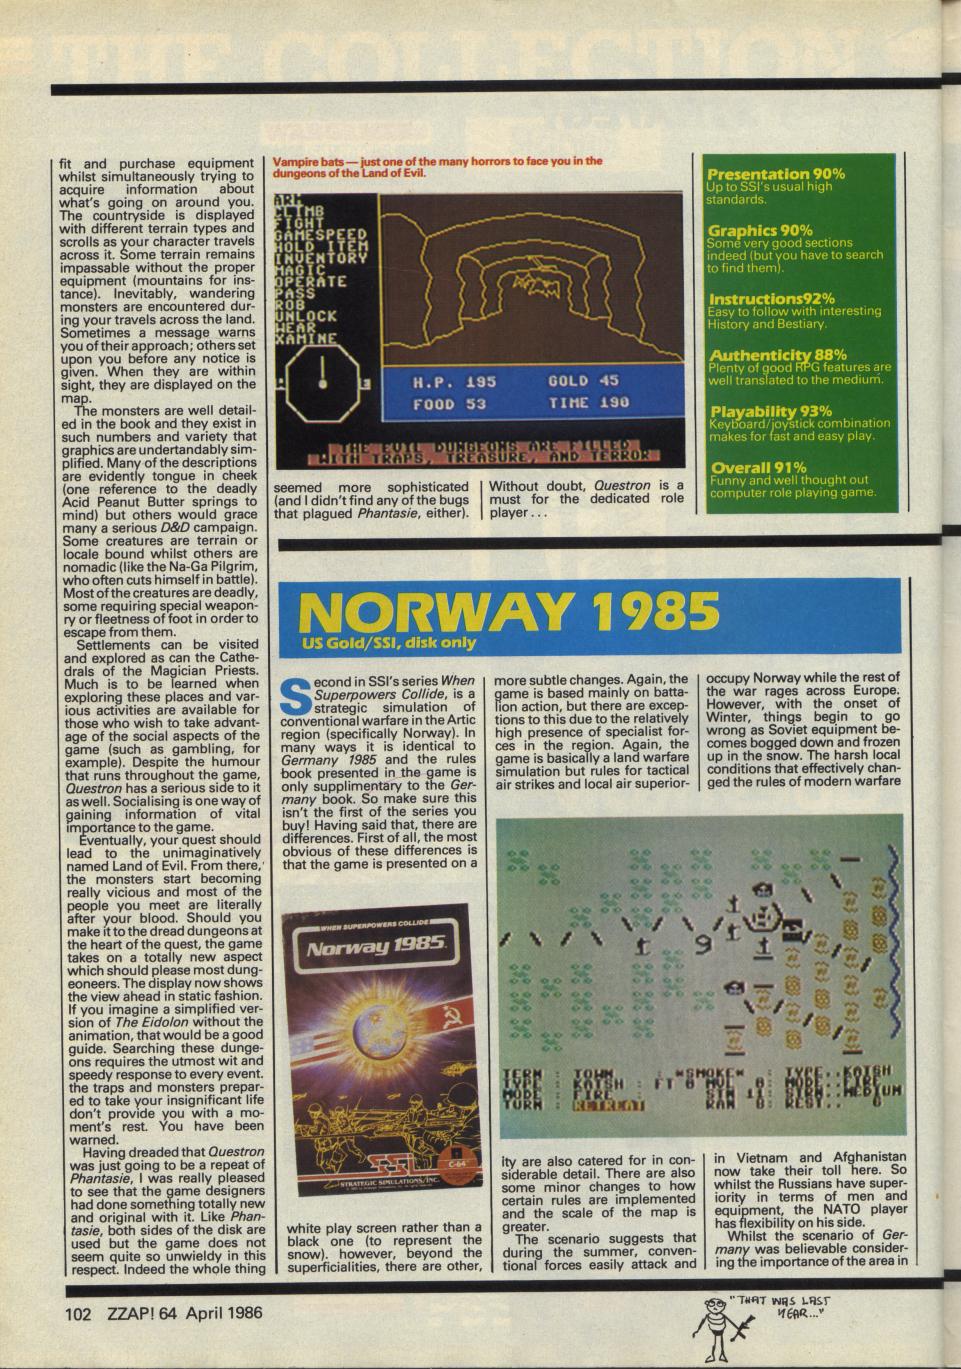 fit and purchase equipment
whilst simultaneously trying to
acquire information about
what's going on around you.
The countryside is displayed
with different terrain types and
scrolls as your character travels
across it. Some terrain remains
impassable without the proper
equipment (mountains for ins-
tance). Inevitably, wandering
monsters are encountered dur-
ing your travels across the land.
Sometimes a message warns
you of their approach; others set
upon you before any notice is
given. When they are within
sight, they are displayed on the
map.
The monsters are well detail-
ed in the book and they exist in
such numbers and variety that
graphics are undertandably sim-
plified. Many of the descriptions
are evidently tongue in cheek
(one reference to the deadly
Acid Peanut Butter springs to
mind) but others would grace
many a serious D&D campaign.
Some creatures are terrain or
locale bound whilst others are
nomadic (like the Na-Ga Pilgrim,
who often cuts himself in battle).
Most of the creatures are deadly,
some requiring special weapon-
ry or fleetness of foot in order to
escape from them.
Settlements can be visited
and explored as can the Cathe-
drals of the Magician Priests.
Much is to be learned when
exploring these places and var-
ious activities are available for
those who wish to take advant-
age of the social aspects of the
game (such as gambling, for
example). Despite the humour
that runs throughout the game,
Questron has a serious side to it
as well. Socialising is one way of
gaining information of vital
importance to the game.
Eventually, your quest should
lead to the unimaginatively
named Land of Evil. From there,
the monsters start becoming
really vicious and most of the
people you meet are literally
after your blood. Should you
make it to the dread dungeons at
the heart of the quest, the game
takes on a totally new aspect
which should please most dung-
eoneers. The display now shows
the view ahead in static fashion.
If you imagine a simplified ver-
sion of The Eidolon without the
animation, that would be a good
guide. Searching these dunge-
ons requires the utmost wit and
speedy response to every event.
the traps and monsters prepar-
ed to take your insignificant life
don't provide you with a mo-
ment's rest. You have been
warned.
Having dreaded that Questron
was just going to be a repeat of
Phantasie, I was really pleased
to see that the game designers
had done something totally new
and original with it. Like Phan-
tasie, both sides of the disk are
used but the game does not
seem quite so unwieldy in this
respect. Indeed the whole thing
Vampire bats — just one of the many horrors to face you in the
dungeons of the Land of Evil.
ARM
CLIMB
FIGHT
GAMESPEED
HOLD ITEM
INVENTORY
MAGIC
OPERATE
PASS
ROB
UNLOCK
WEAR
XAMINE
H.P. 195 GOLD 45
FOOD 53 TIME 190
THE EVIL DUNGEONS ARE FILLED
WITH TRAPS, TREASURE, AND TERROR
seemed more sophisticated
(and I didn't find any of the bugs
that plagued Phantasie, either).
Without doubt, Questron is a
must for the dedicated role
player . . .
Presentation 90%
Up to SSI's usual high
standards.
Graphics 90%
Some very good sections
indeed (but you have to search
to find them).
Instructions92%
Easy to follow with interesting
History and Bestiary.
Authenticity 88%
Plenty of good RPG features are
well translated to the medium.
Playability 93%
Keyboard/joystick combination
makes for fast and easy play.
Overall 91%
Funny and well thought out
computer role playing game.
NORWAY 1985
US Gold/SSI, disk only
Second in SSI's series When
Superpowers Collide, is a
strategic simulation of
conventional warfare in the Artic
region (specifically Norway). In
many ways it is identical to
Germany 1985 and the rules
book presented in the game is
only supplimentary to the Ger-
many book. So make sure this
isn't the first of the series you
buy! Having said that, there are
differences. First of all, the most
obvious of these differences is
that the game is presented on a
WHEN SUPERPOWERS COLLIDE
Norway 1985
SSI
C-64
STRATEGIC SIMULATIONS, INC.
white play screen rather than a
black one (to represent the
snow). however, beyond the
superficialities, there are other,
more subtle changes. Again, the
game is based mainly on batta-
lion action, but there are excep-
tions to this due to the relatively
high presence of specialist for-
ces in the region. Again, the
game is basically a land warfare
simulation but rules for tactical
air strikes and local air superior-
occupy Norway while the rest of
the war rages across Europe.
However, with the onset of
Winter, things begin to go
wrong as Soviet equipment be-
comes bogged down and frozen
up in the snow. The harsh local
conditions that effectively chan-
ged the rules of modern warfare
TERN : TOWN : "SMOKE" : TYPE..KOISH
TYPE : KOISH : FT 0 MVL 0: MODE..FIRE
MODE : FIRE : STN 11: STRN.MEDIUM
TURN : RETREAT RAN 0: REST.. 6
ity are also catered for in con-
siderable detail. There are also
some minor changes to how
certain rules are implemented
and the scale of the map is
greater.
The scenario suggests that
during the summer, conven-
tional forces easily attack and
in Vietnam and Afghanistan
now take their toll here. So
whilst the Russians have super-
iority in terms of men and
equipment, the NATO player
has flexibility on his side.
Whilst the scenario of Ger-
many was believable consider-
ing the importance of the area in
102 ZZAP! 64 April 1986
"THAT WAS LAST
YEAR..."